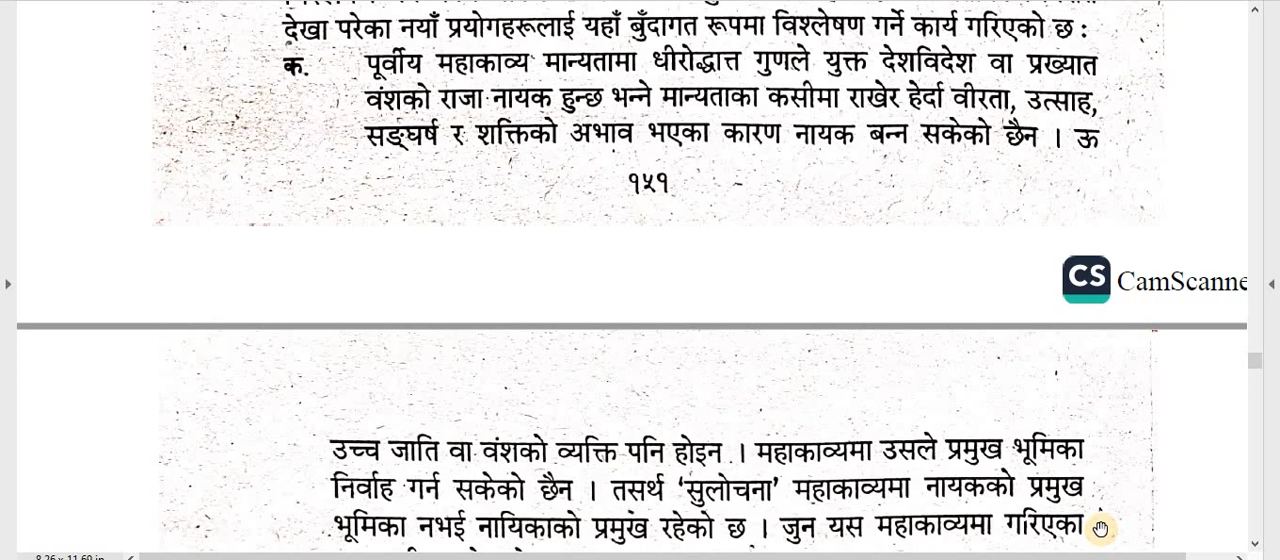 देखा परेका नयाँ प्रयोगहरूलाई यहाँ बुँदागत रूपमा विश्लेषण गर्ने कार्य गरिएको छ :
क. पूर्वीय महाकाव्य मान्यतामा धीरोद्धात्त गुणले युक्त देशविदेश वा प्रख्यात
वंशको राजा नायक हुन्छ भन्ने मान्यताका कसीमा राखेर हेर्दा वीरता, उत्साह,
सङ्घर्ष र शक्तिको अभाव भएका कारण नायक बन्न सकेको छैन । ऊ
१५१
CS CamScanne
उच्च जाति वा वंशको व्यक्ति पनि होइन । महाकाव्यमा उसले प्रमुख भूमिका
निर्वाह गर्न सकेको छैन । तसर्थ ‘सुलोचना’ महाकाव्यमा नायकको प्रमुख
भूमिका नभई नायिकाको प्रमुख रहेको छ । जुन यस महाकाव्यमा गरिएका